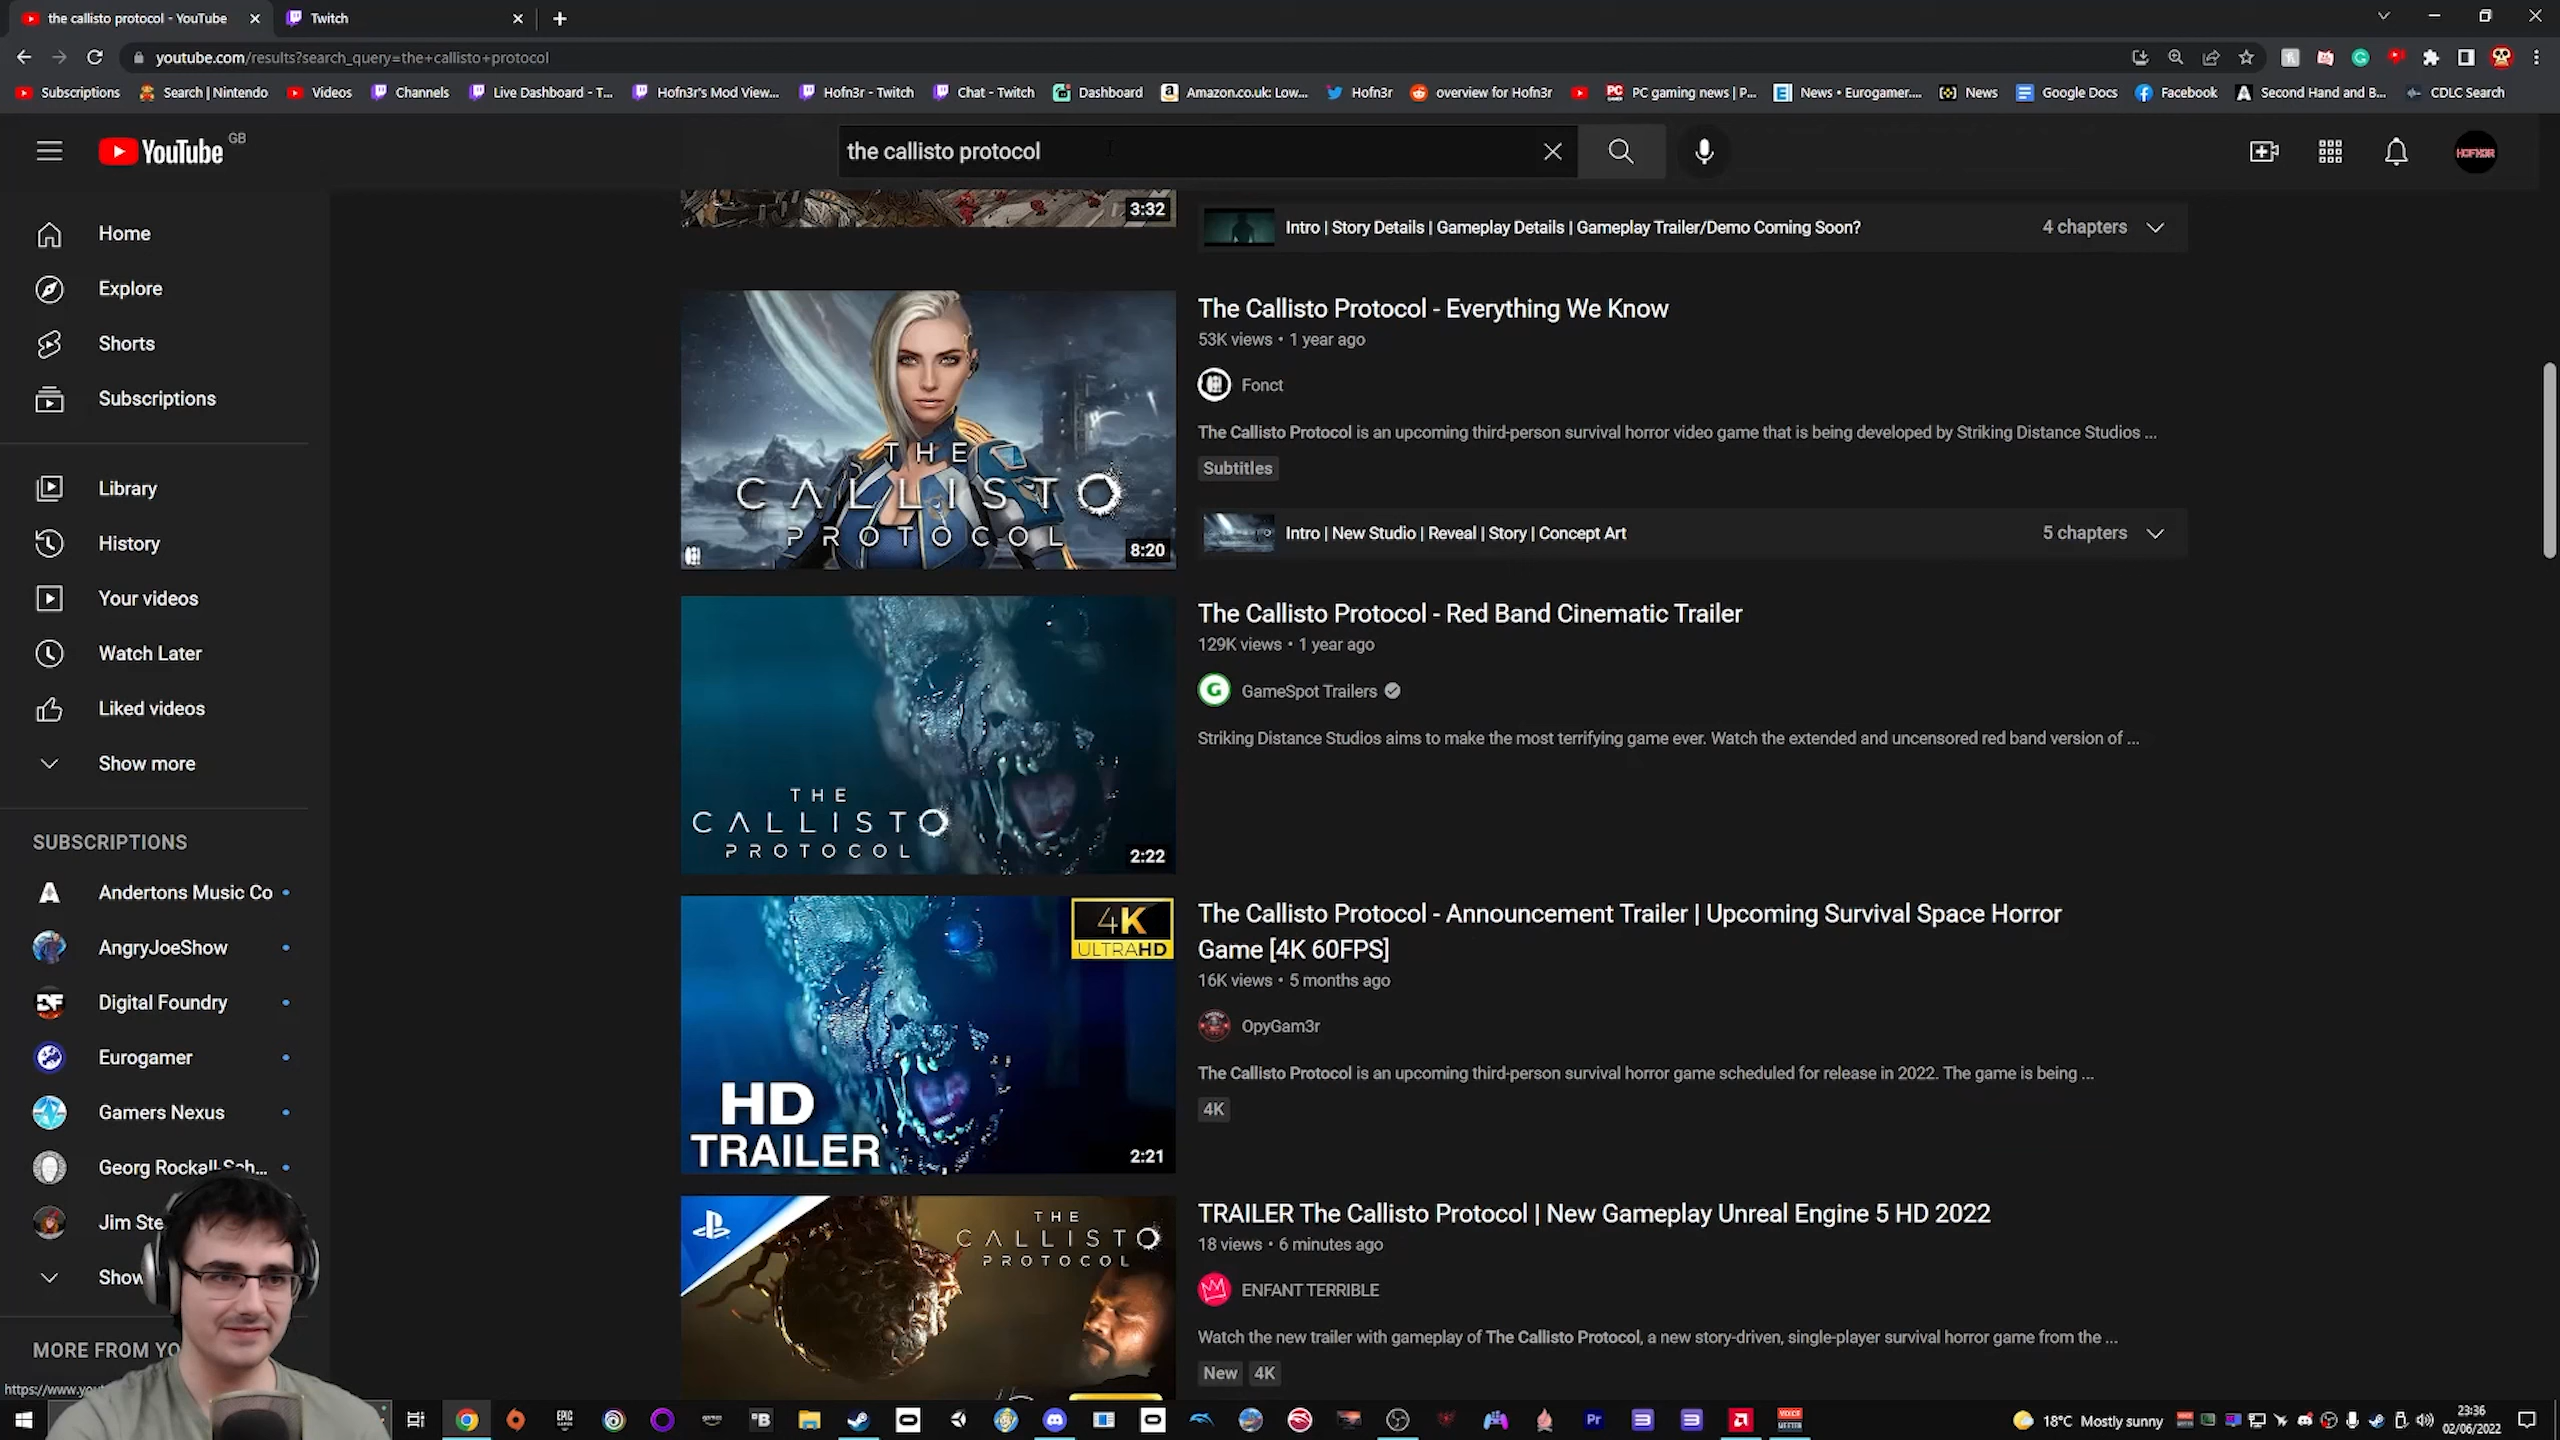 the callisto protocol - YouTube
Twitch
youtube.com/results?search_query=the+callisto+protocol
Subscriptions
Search | Nintendo
Videos
Channels
Live Dashboard - T...
Hofn3r's Mod View...
Hofn3r - Twitch
Chat - Twitch
Dashboard
Amazon.co.uk: Low...
Hofn3r
overview for Hofn3r
PC gaming news | P...
News • Eurogamer....
News
Google Docs
Facebook
Second Hand and B...
CDLC Search
YouTube GB
the callisto protocol
HOFN3R
Home
Explore
Shorts
Subscriptions
Library
History
Your videos
Watch Later
Liked videos
Show more
SUBSCRIPTIONS
Andertons Music Co
AngryJoeShow
Digital Foundry
Eurogamer
Gamers Nexus
Georg Rockall-Sch...
Jim Ste
Show
MORE FROM YO
3:32
Intro | Story Details | Gameplay Details | Gameplay Trailer/Demo Coming Soon?
4 chapters
THE
CALLISTO
PROTOCOL
8:20
The Callisto Protocol - Everything We Know
53K views • 1 year ago
Fonct
The Callisto Protocol is an upcoming third-person survival horror video game that is being developed by Striking Distance Studios ...
Subtitles
Intro | New Studio | Reveal | Story | Concept Art
5 chapters
THE
CALLISTO
PROTOCOL
2:22
The Callisto Protocol - Red Band Cinematic Trailer
129K views • 1 year ago
GameSpot Trailers
Striking Distance Studios aims to make the most terrifying game ever. Watch the extended and uncensored red band version of ...
4K
ULTRAHD
HD
TRAILER
2:21
The Callisto Protocol - Announcement Trailer | Upcoming Survival Space Horror
Game [4K 60FPS]
16K views • 5 months ago
OpyGam3r
The Callisto Protocol is an upcoming third-person survival horror game scheduled for release in 2022. The game is being ...
4K
THE
CALLISTO
PROTOCOL
TRAILER The Callisto Protocol | New Gameplay Unreal Engine 5 HD 2022
18 views • 6 minutes ago
ENFANT TERRIBLE
Watch the new trailer with gameplay of The Callisto Protocol, a new story-driven, single-player survival horror game from the ...
New
4K
https://www.you
18°C Mostly sunny
23:36
02/06/2022